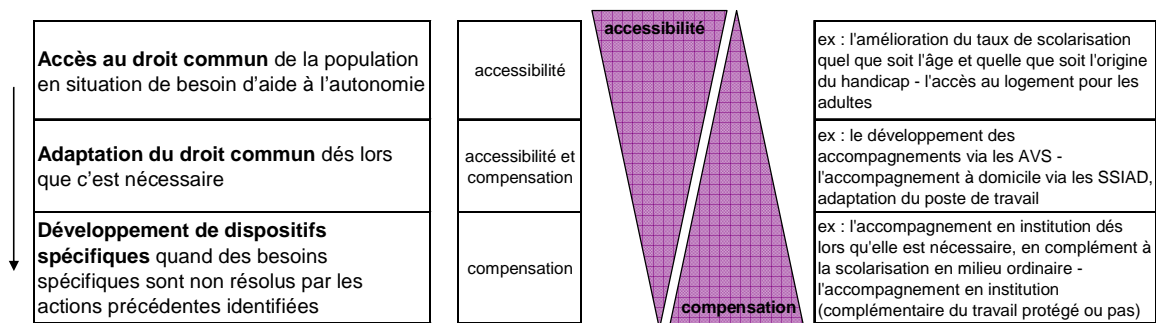 Accès au droit commun de la population
en situation de besoin d'aide à l'autonomie
accessibilité
accessibilité
ex : l'amélioration du taux de scolarisation
quel que soit l'âge et quelle que soit l'origine
du handicap - l'accès au logement pour les
adultes
Adaptation du droit commun dés lors
que c'est nécessaire
accessibilité et
compensation
ex : le développement des
accompagnements via les AVS -
l'accompagnement à domicile via les SSIAD,
adaptation du poste de travail
Développement de dispositifs
spécifiques quand des besoins
spécifiques sont non résolus par les
actions précédentes identifiées
compensation
compensation
ex : l'accompagnement en institution dés
lors qu'elle est nécessaire, en complément à
la scolarisation en milieu ordinaire -
l'accompagnement en institution
(complémentaire du travail protégé ou pas)